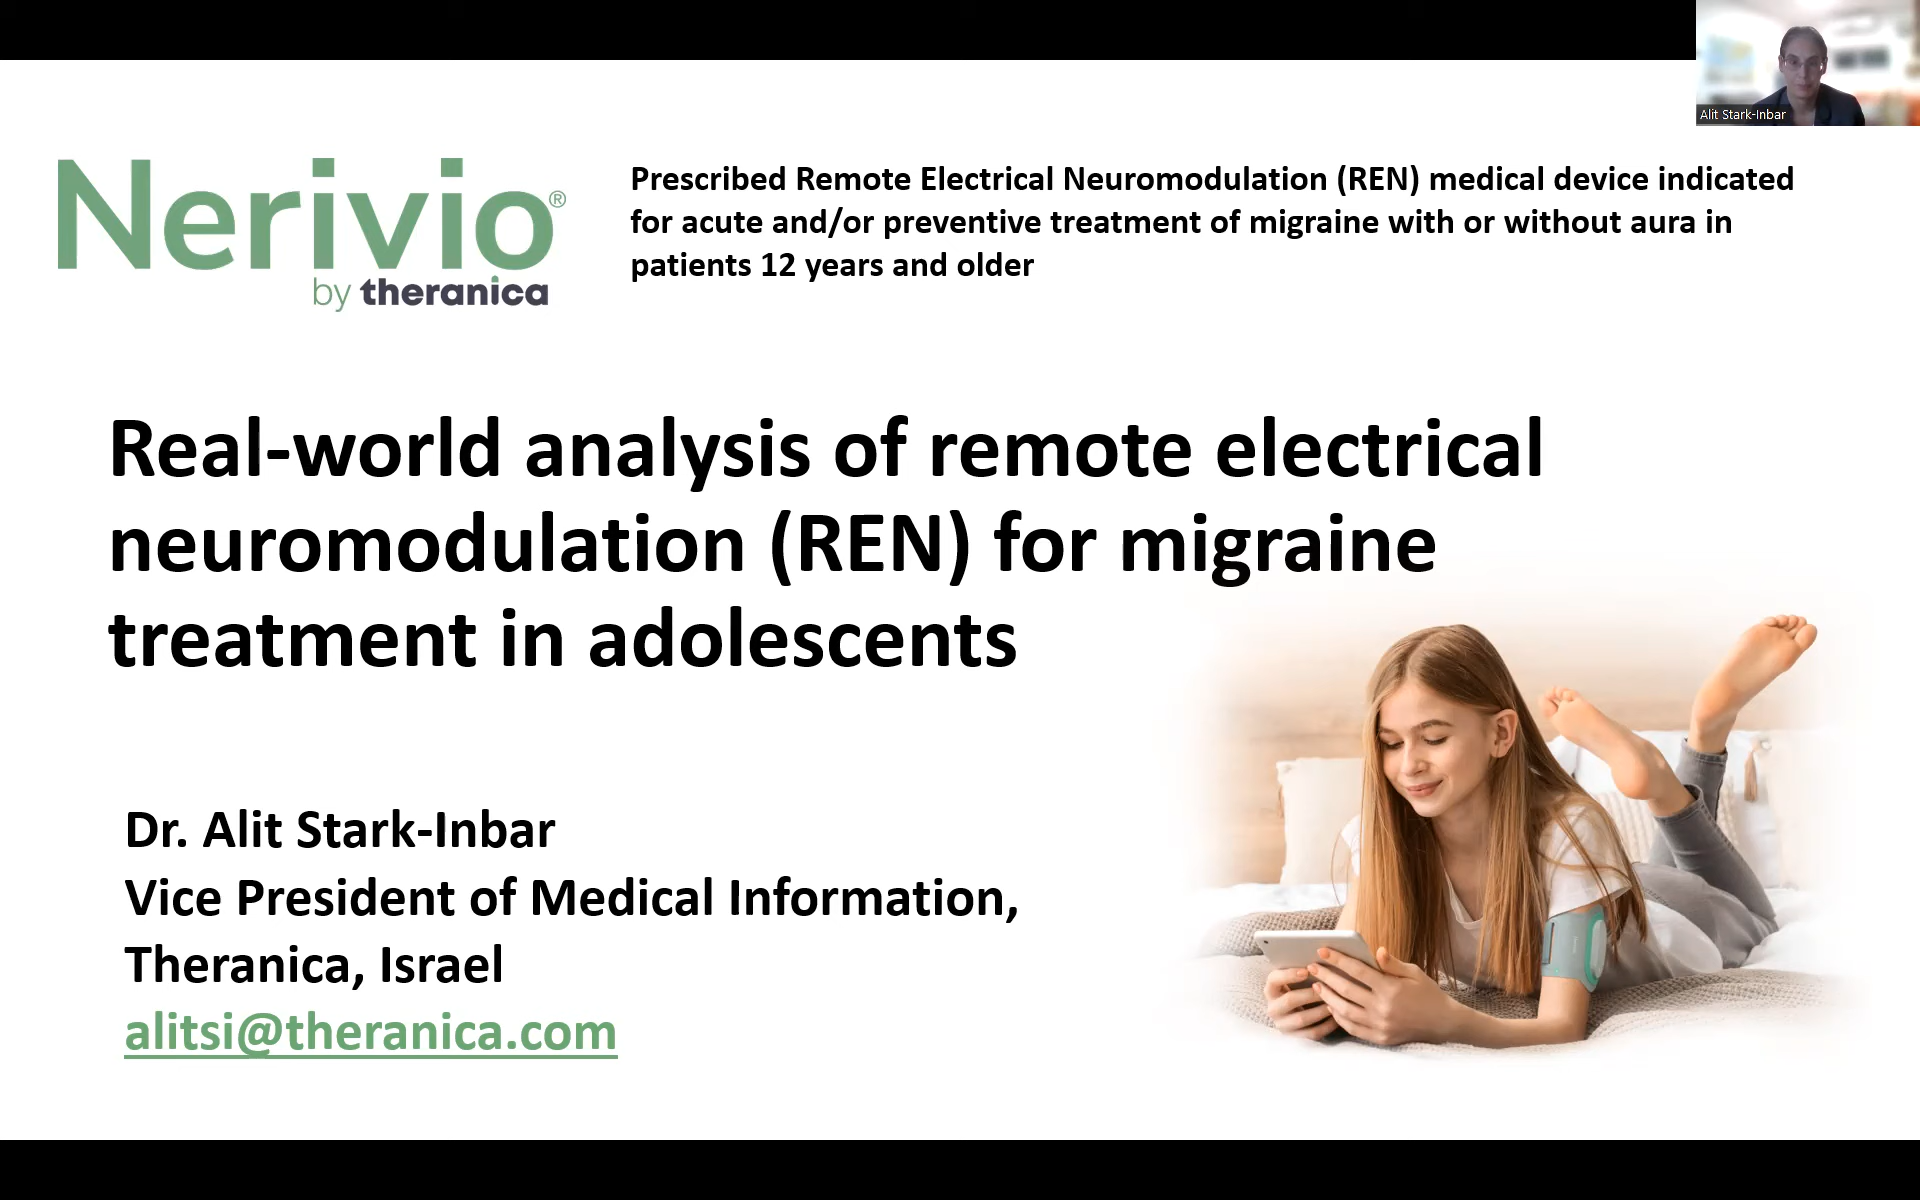 Alit Stark-Inbar
Nerivio®
by theranica
Prescribed Remote Electrical Neuromodulation (REN) medical device indicated
for acute and/or preventive treatment of migraine with or without aura in
patients 12 years and older
Real-world analysis of remote electrical
neuromodulation (REN) for migraine
treatment in adolescents
Dr. Alit Stark-Inbar
Vice President of Medical Information,
Theranica, Israel
alitsi@theranica.com